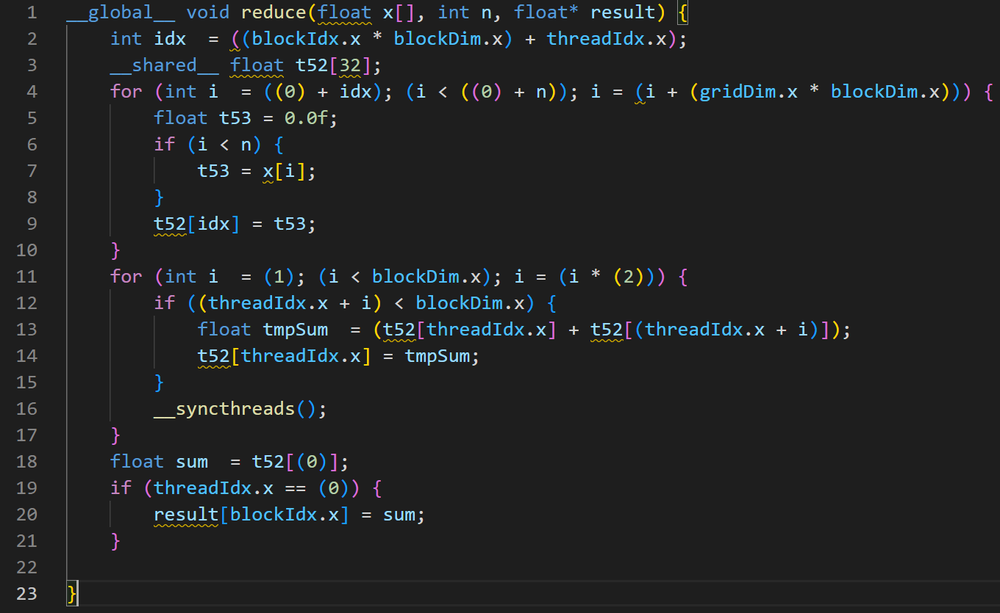 1 __global__ void reduce(float x[], int n, float* result) {
2 int idx  = ((blockIdx.x * blockDim.x) + threadIdx.x);
3 __shared__ float t52[32];
4 for (int i  = ((0) + idx); (i < ((0) + n)); i = (i + (gridDim.x * blockDim.x))) {
5 float t53 = 0.0f;
6 if (i < n) {
7 t53 = x[i];
8 }
9 t52[idx] = t53;
10 }
11 for (int i  = (1); (i < blockDim.x); i = (i * (2))) {
12 if ((threadIdx.x + i) < blockDim.x) {
13 float tmpSum  = (t52[threadIdx.x] + t52[(threadIdx.x + i)]);
14 t52[threadIdx.x] = tmpSum;
15 }
16 __syncthreads();
17 }
18 float sum  = t52[(0)];
19 if (threadIdx.x == (0)) {
20 result[blockIdx.x] = sum;
21 }
22
23 }